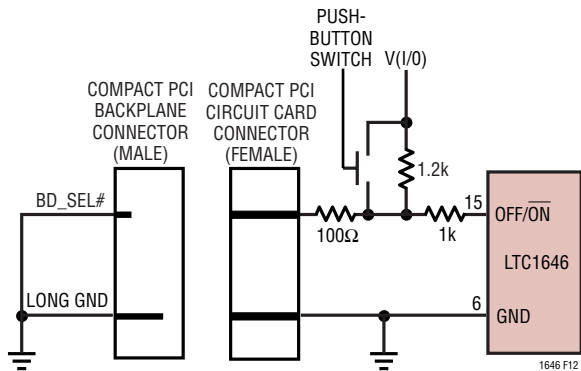 PUSH-
BUTTON
SWITCH
V(I/0)
COMPACT PCI
BACKPLANE
CONNECTOR
(MALE)
COMPACT PCI
CIRCUIT CARD
CONNECTOR
(FEMALE)
1.2k
BD_SEL#
100Ω
1k
15
OFF/O̅N̅
LTC1646
LONG GND
6
GND
1646 F12